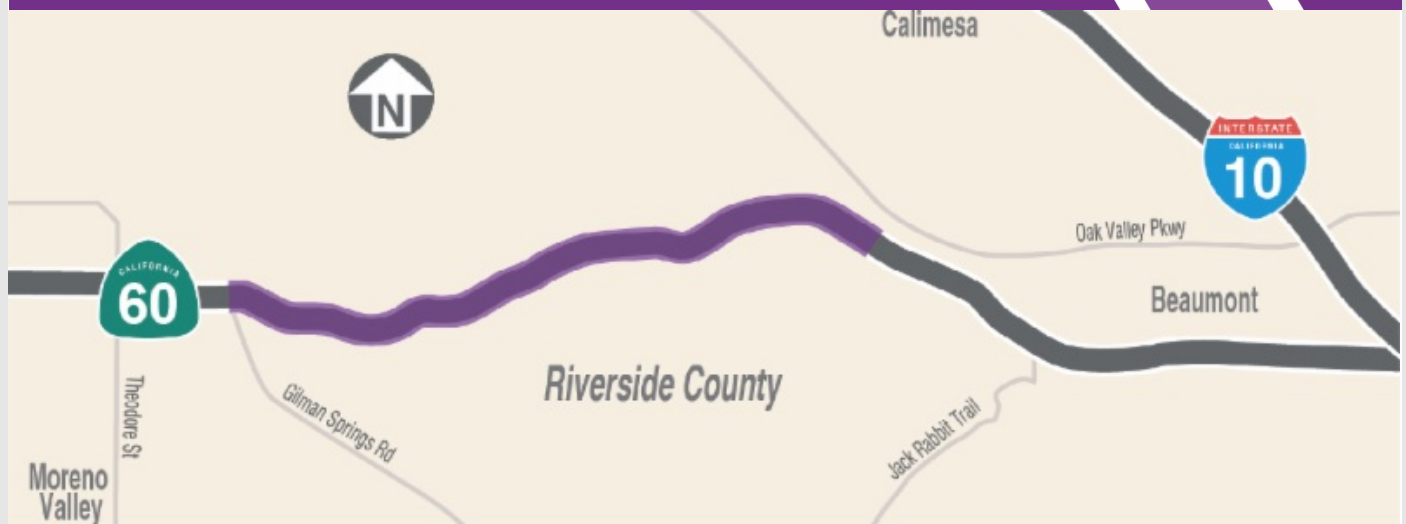 Calimesa
N
INTERSTATE
CALIFORNIA
10
Oak Valley Pkwy
CALIFORNIA
60
Beaumont
Theodore St
Gilman Springs Rd
Riverside County
Jack Rabbit Trail
Moreno
Valley